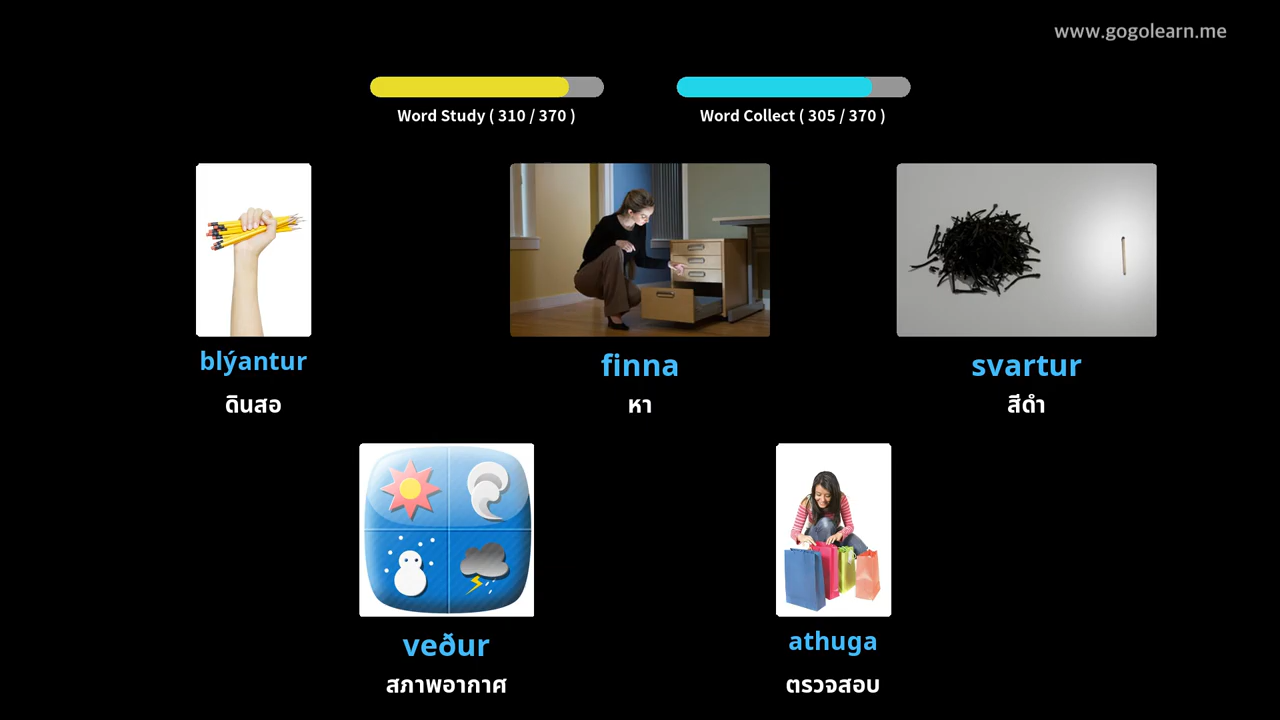 www.gogolearn.me
Word Study ( 310 / 370 )
Word Collect ( 305 / 370 )
blýantur
ดินสอ
finna
หา
svartur
สีดำ
veður
สภาพอากาศ
athuga
ตรวจสอบ